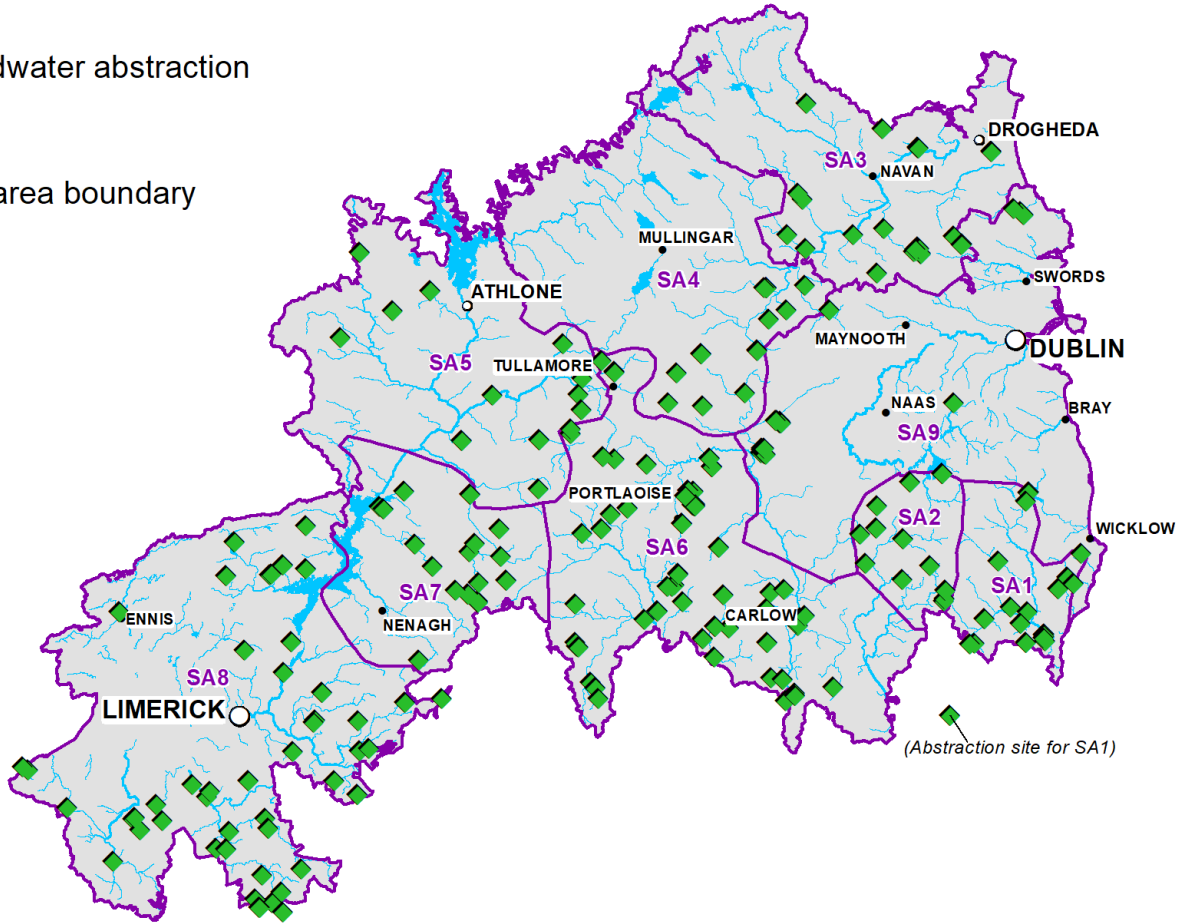 dwater abstraction
DROGHEDA
SA3
NAVAN
area boundary
MULLINGAR
SA4
SWORDS
ATHLONE
MAYNOOTH
DUBLIN
SA5
TULLAMORE
NAAS
BRAY
SA9
PORTLAOISE
SA2
WICKLOW
SA6
SA7
SA1
ENNIS
NENAGH
CARLOW
SA8
LIMERICK
(Abstraction site for SA1)